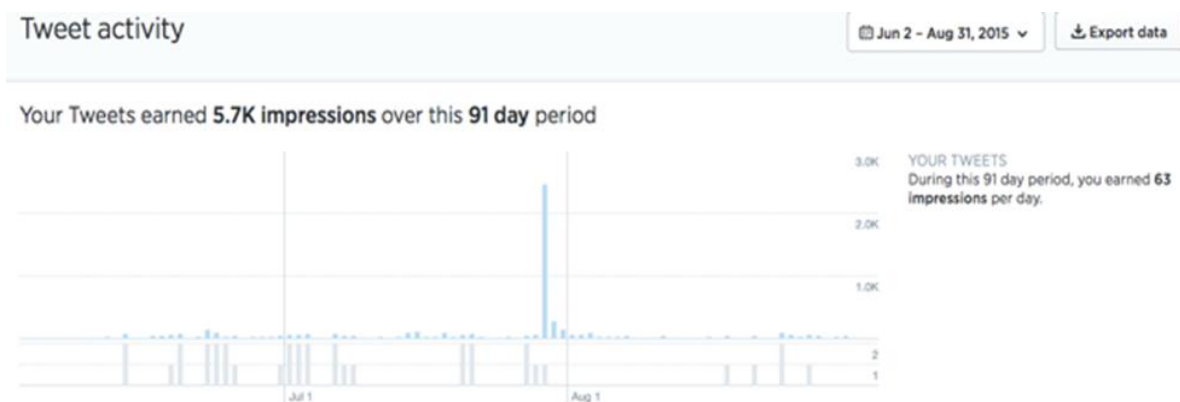 Tweet activity
Jun 2 – Aug 31, 2015
Export data
Your Tweets earned 5.7K impressions over this 91 day period
3.0K
2.0K
1.0K
2
1
Jul 1
Aug 1
YOUR TWEETS
During this 91 day period, you earned 63
impressions per day.